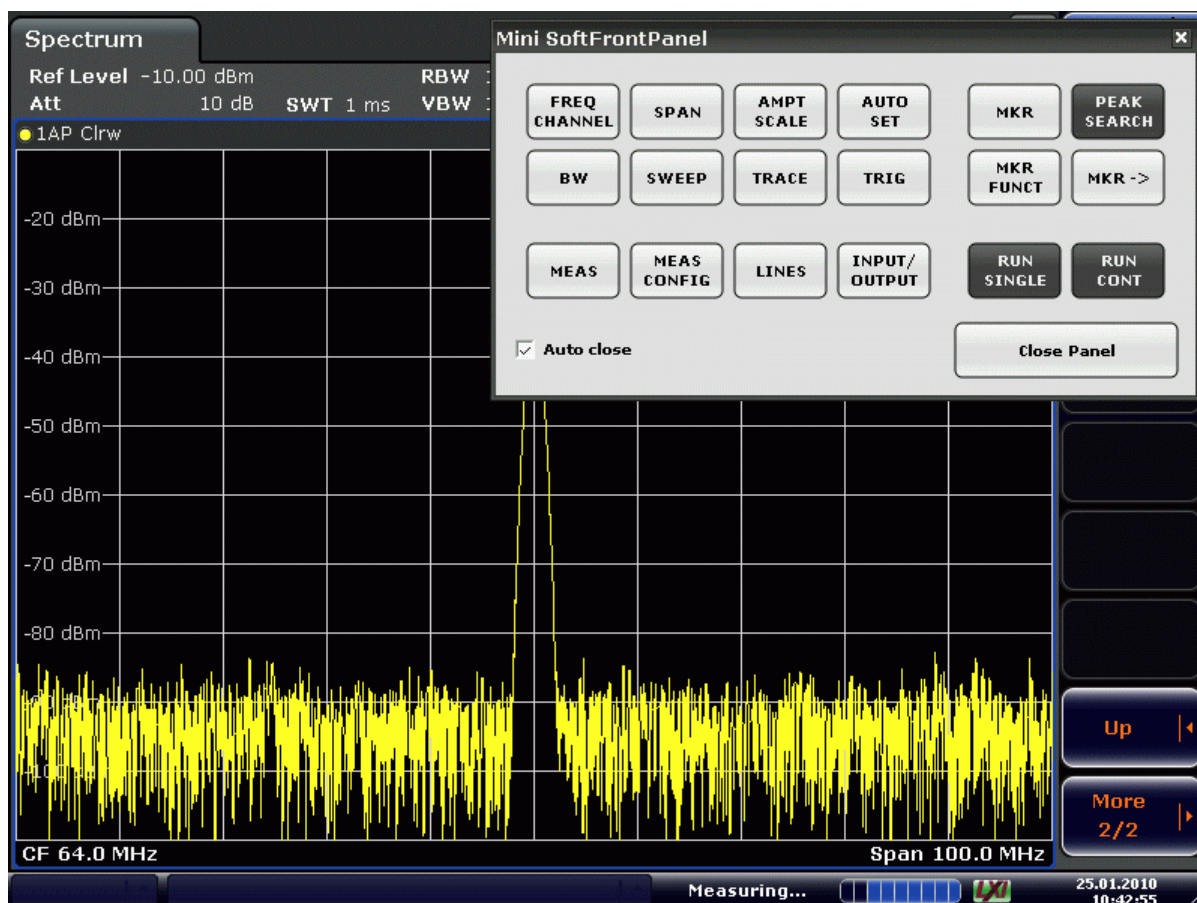 Spectrum
Ref Level -10.00 dBm RBW
Att 10 dB SWT 1 ms VBW
1AP Clrw
-20 dBm
-30 dBm
-40 dBm
-50 dBm
-60 dBm
-70 dBm
-80 dBm
CF 64.0 MHz Span 100.0 MHz
Mini SoftFrontPanel
FREQ CHANNEL
SPAN
AMPT SCALE
AUTO SET
MKR
PEAK SEARCH
BW
SWEEP
TRACE
TRIG
MKR FUNCT
MKR ->
MEAS
MEAS CONFIG
LINES
INPUT/ OUTPUT
RUN SINGLE
RUN CONT
Auto close
Close Panel
Up
More
2/2
Measuring...
LXI
25.01.2010
10:42:55